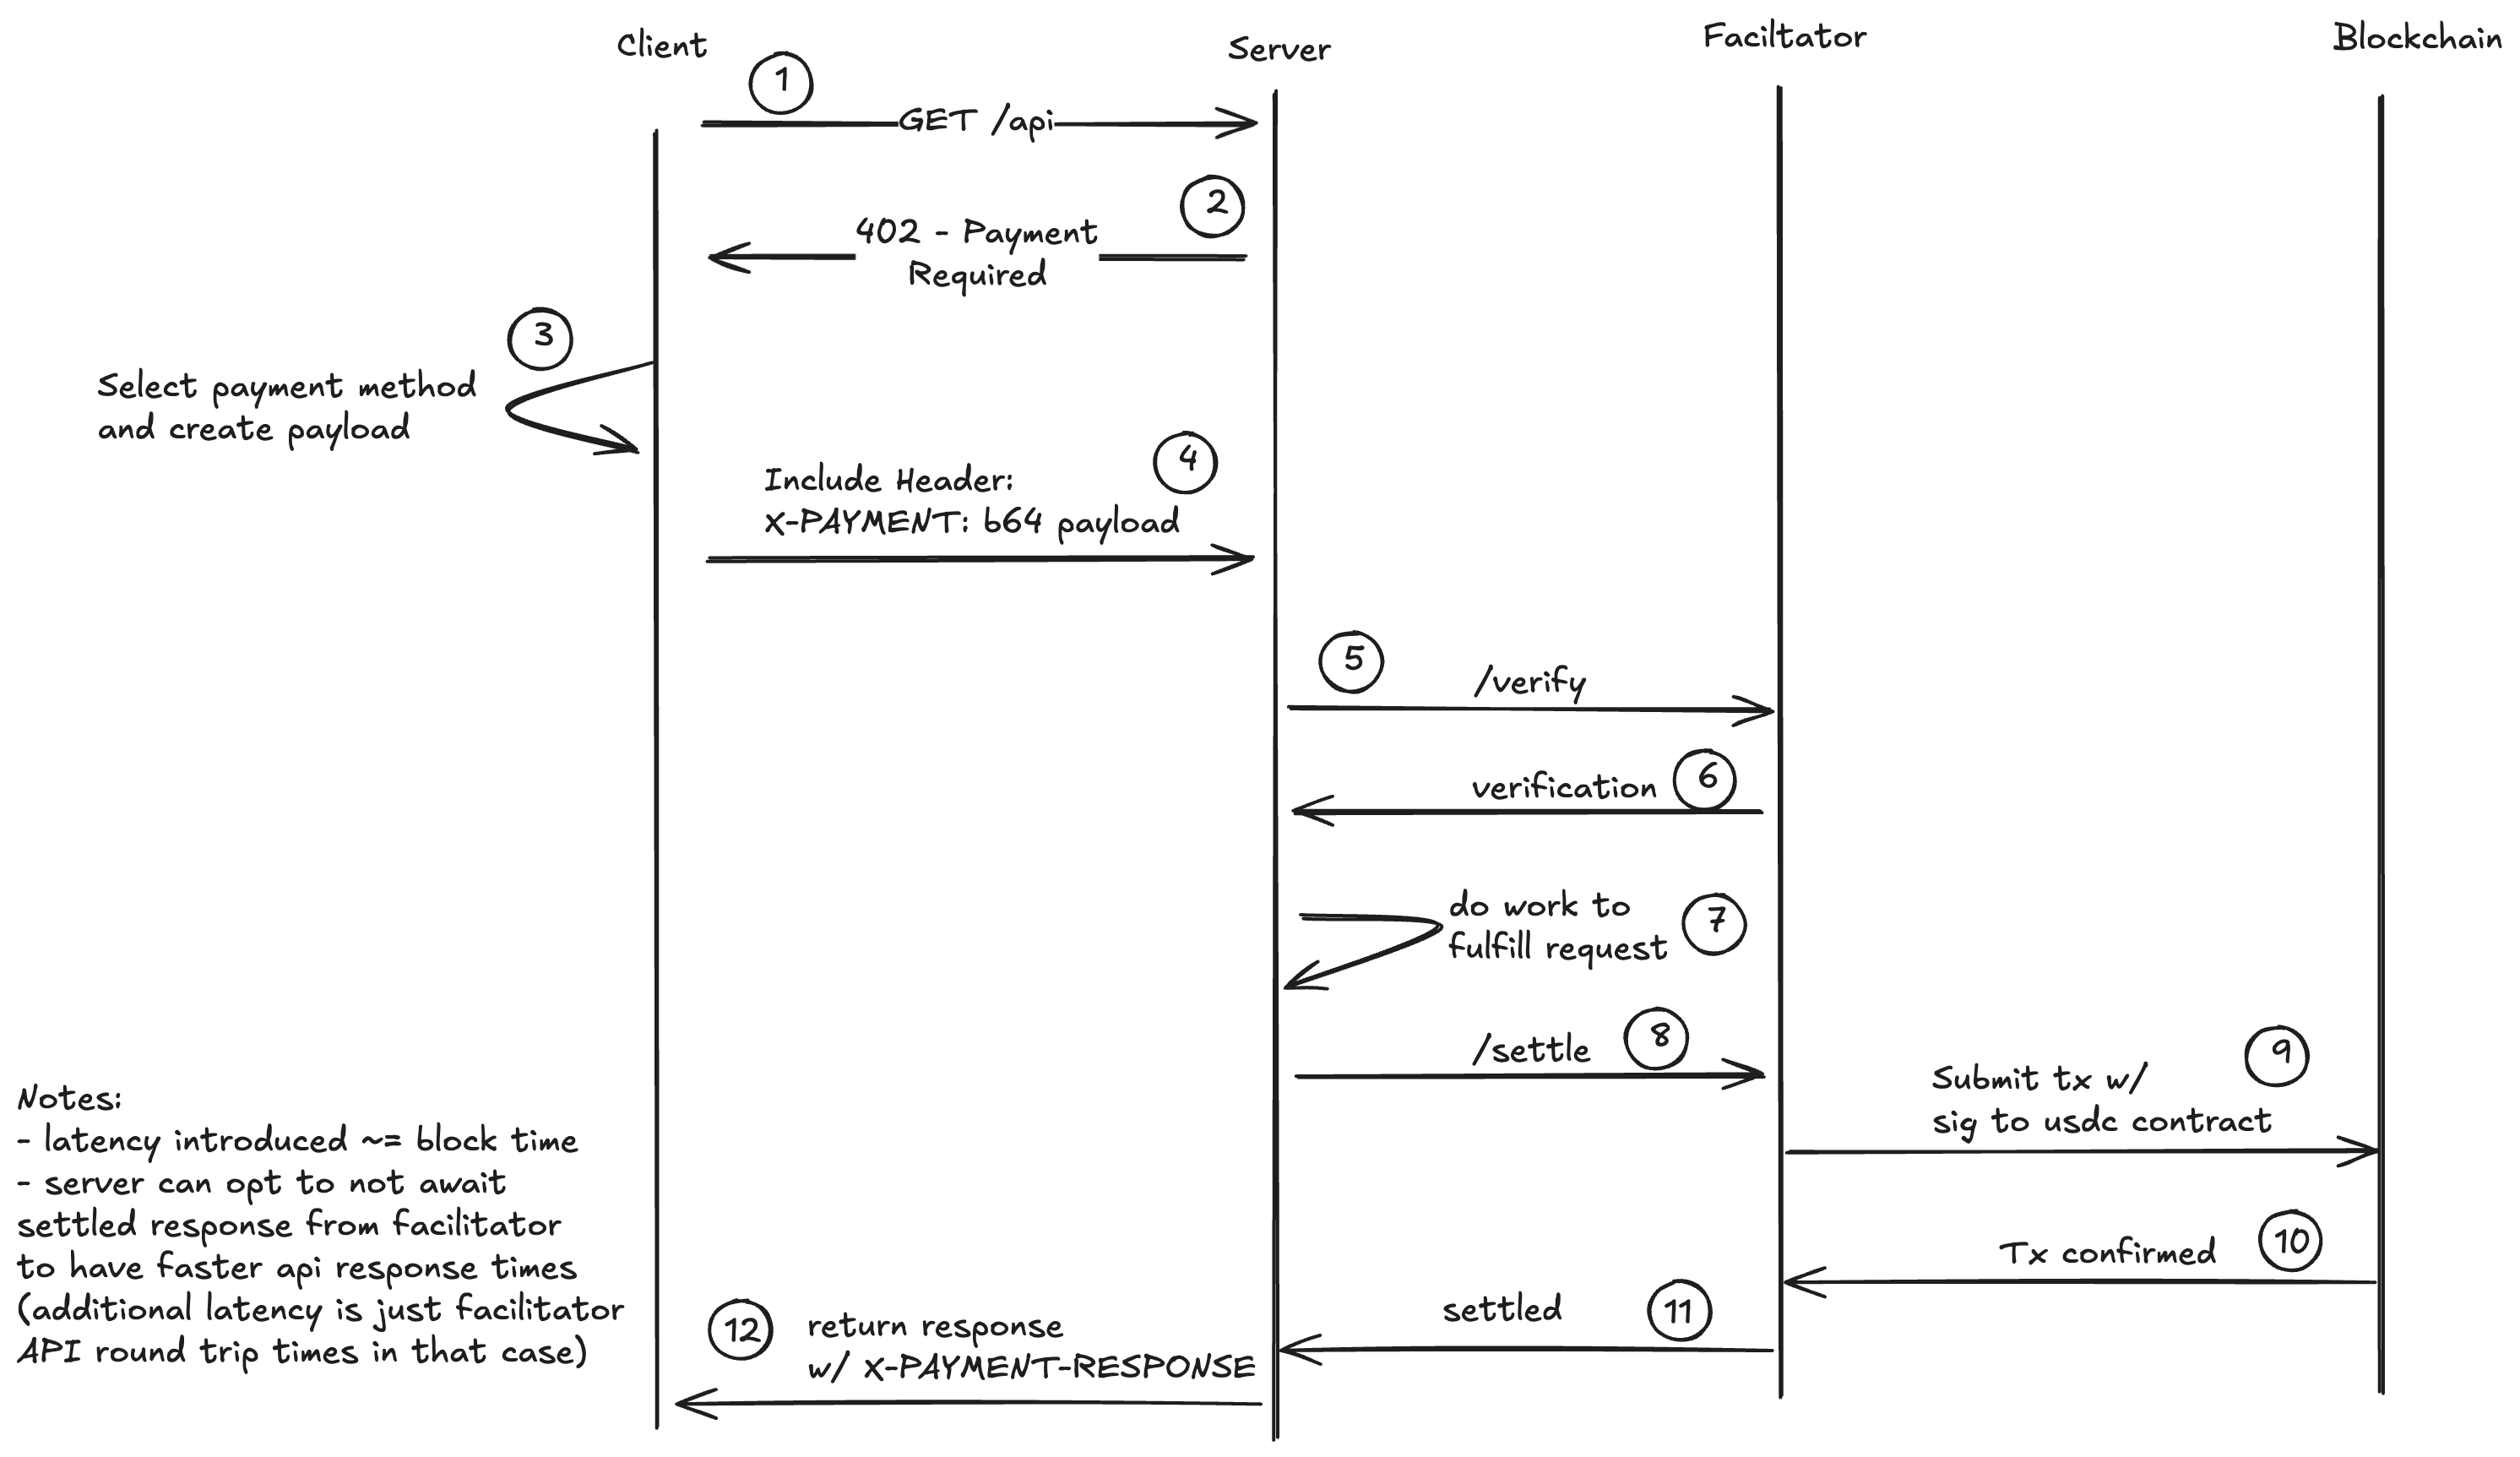 Client
Server
Faciltator
Blockchain
1
GET /api
2
402 - Payment
Required
3
Select payment method
and create payload
4
Include Header:
X-PAYMENT: b64 payload
5
/verify
6
verification
7
do work to
fulfill request
8
/settle
9
Submit tx w/
sig to usdc contract
10
Tx confirmed
11
settled
12
return response
w/ X-PAYMENT-RESPONSE
Notes:
- latency introduced ~= block time
- server can opt to not await
settled response from facilitator
to have faster api response times
(additional latency is just facilitator
API round trip times in that case)